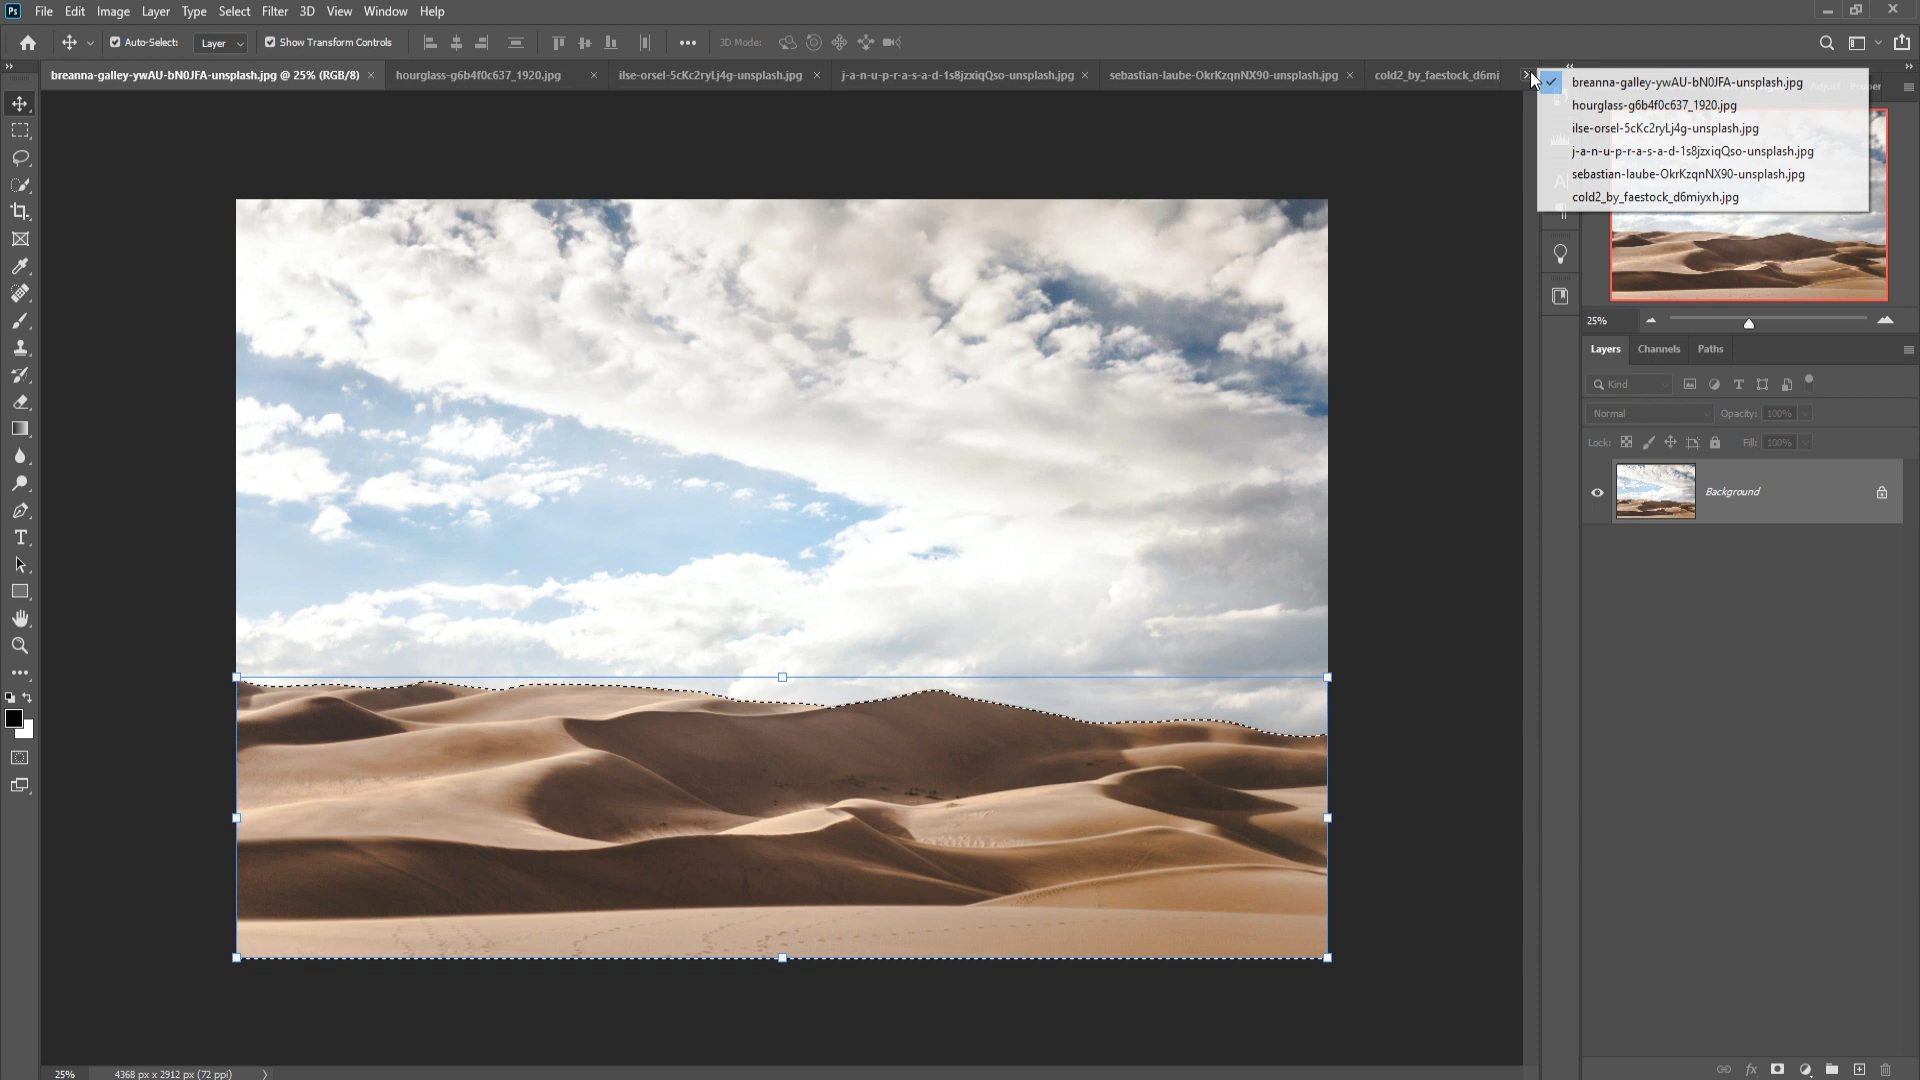 Ps File Edit Image Layer Type Select Filter 3D View Window Help
Auto-Select: Layer Show Transform Controls 3D Mode:
breanna-galley-ywAU-bN0JFA-unsplash.jpg @ 25% (RGB/8) hourglass-g6b4f0c637_1920.jpg ilse-orsel-5cKc2ryLj4g-unsplash.jpg j-a-n-u-p-r-a-s-a-d-1s8jzxiqQso-unsplash.jpg sebastian-laube-OkrKzqnNX90-unsplash.jpg cold2_by_faestock_d6mi
breanna-galley-ywAU-bN0JFA-unsplash.jpg
hourglass-g6b4f0c637_1920.jpg
ilse-orsel-5cKc2ryLj4g-unsplash.jpg
j-a-n-u-p-r-a-s-a-d-1s8jzxiqQso-unsplash.jpg
sebastian-laube-OkrKzqnNX90-unsplash.jpg
cold2_by_faestock_d6miyxh.jpg
25%
Layers Channels Paths
Kind
Normal Opacity: 100%
Lock: Fill: 100%
Background
25% 4368 px x 2912 px (72 ppi)